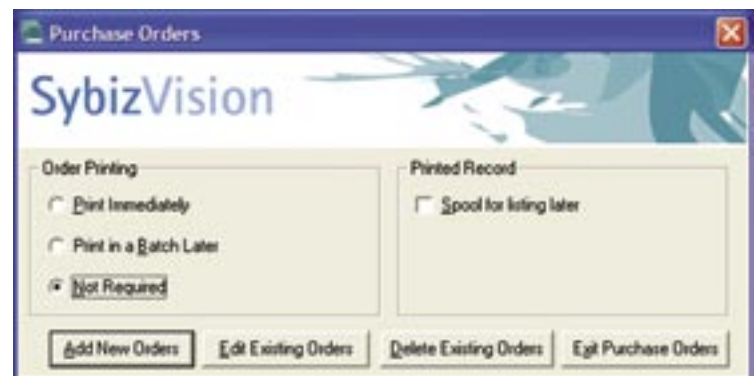 Purchase Orders
SybizVision
Order Printing
Print Immediately
Print in a Batch Later
Not Required
Printed Record
Spool for listing later
Add New Orders
Edit Existing Orders
Delete Existing Orders
Exit Purchase Orders